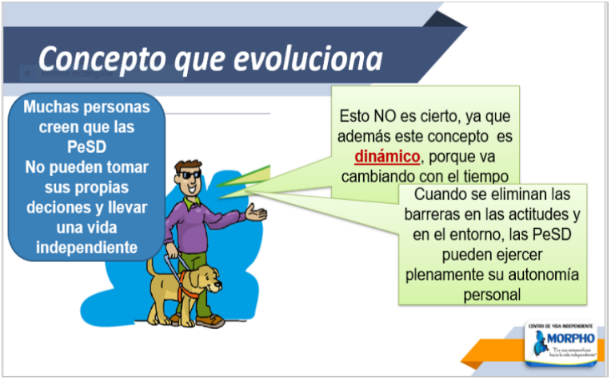 Concepto que evoluciona
Muchas personas
creen que las
PeSD
No pueden tomar
sus propias
deciones y llevar
una vida
independiente
Esto NO es cierto, ya que
además este concepto es
dinámico, porque va
cambiando con el tiempo
Cuando se eliminan las
barreras en las actitudes y
en el entorno, las PeSD
pueden ejercer
plenamente su autonomía
personal
CENTRO DE VIDA INDEPENDIENTE
MORPHO